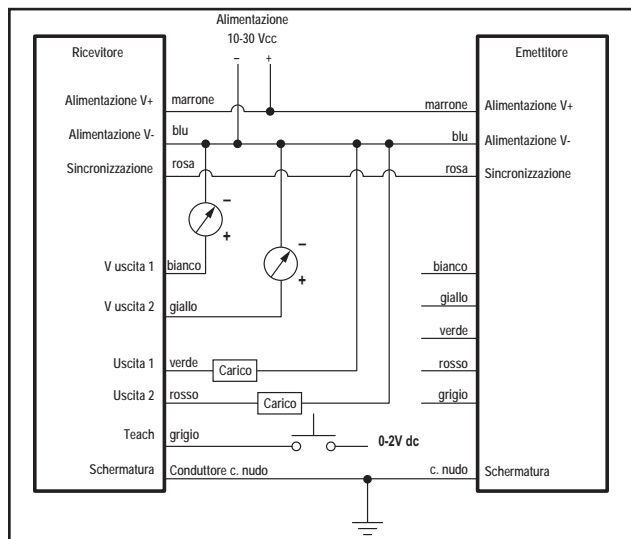 Alimentazione
10-30 Vcc
– +
Ricevitore
Emettitore
Alimentazione V+ marrone
marrone Alimentazione V+
Alimentazione V- blu
blu Alimentazione V-
Sincronizzazione rosa
rosa Sincronizzazione
–
+
–
+
V uscita 1 bianco
bianco
V uscita 2 giallo
giallo
verde
Uscita 1 verde Carico
rosso
Uscita 2 rosso Carico
grigio
Teach grigio 0-2V dc
Schermatura Conduttore c. nudo
c. nudo Schermatura